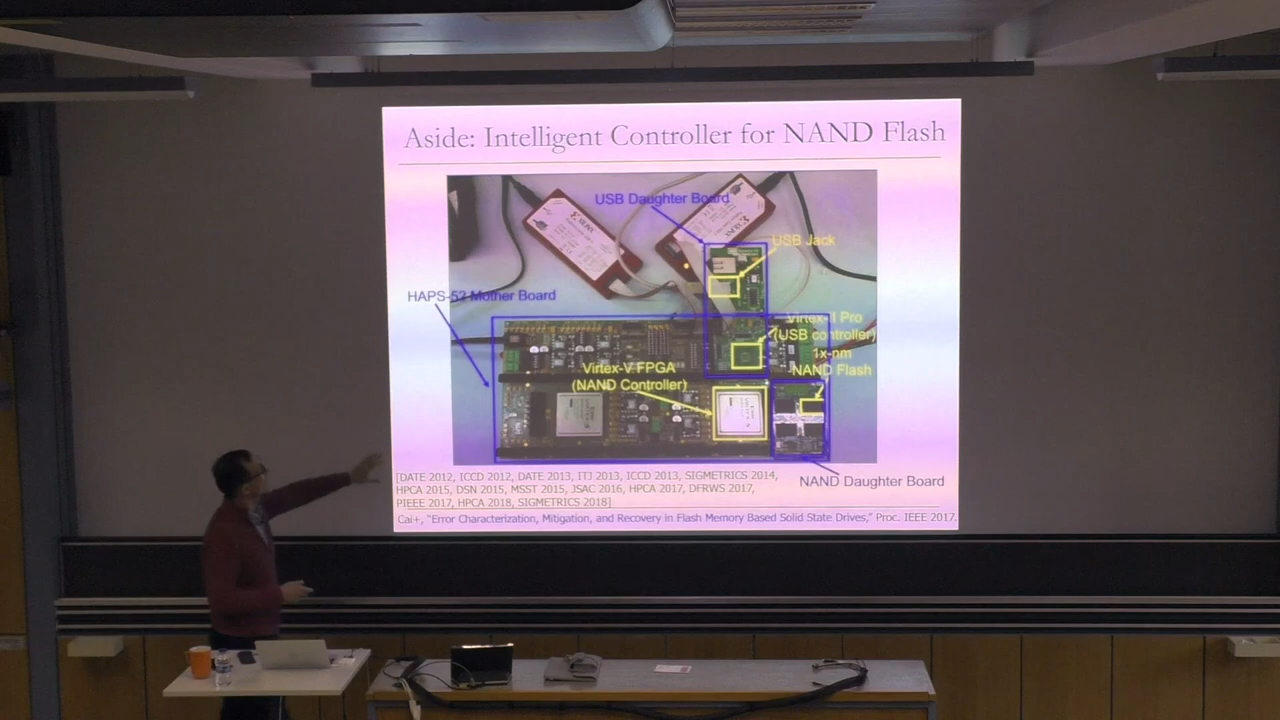 Aside: Intelligent Controller for NAND Flash
USB Daughter Board
USB Jack
HAPS-52 Mother Board
Virtex-II Pro
(USB controller)
1x-nm
NAND Flash
Virtex-V FPGA
(NAND Controller)
NAND Daughter Board
[DATE 2012, ICCD 2012, DATE 2013, ITJ 2013, ICCD 2013, SIGMETRICS 2014,
HPCA 2015, DSN 2015, MSST 2015, JSAC 2016, HPCA 2017, DFRWS 2017,
PIEEE 2017, HPCA 2018, SIGMETRICS 2018]
Cai+, "Error Characterization, Mitigation, and Recovery in Flash Memory Based Solid State Drives," Proc. IEEE 2017.
XILINX